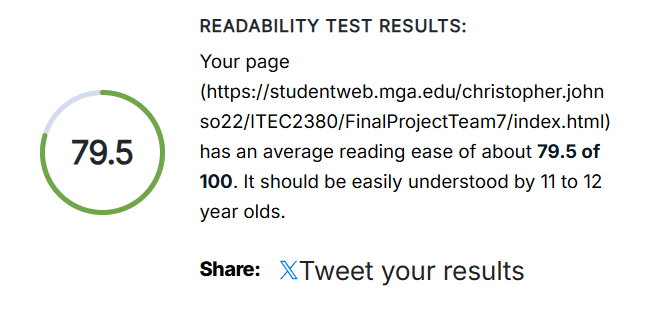 READABILITY TEST RESULTS:
Your page
(https://studentweb.mga.edu/christopher.john
so22/ITEC2380/FinalProjectTeam7/index.html)
has an average reading ease of about 79.5 of
100. It should be easily understood by 11 to 12
year olds.
79.5
Share: 𝕏Tweet your results